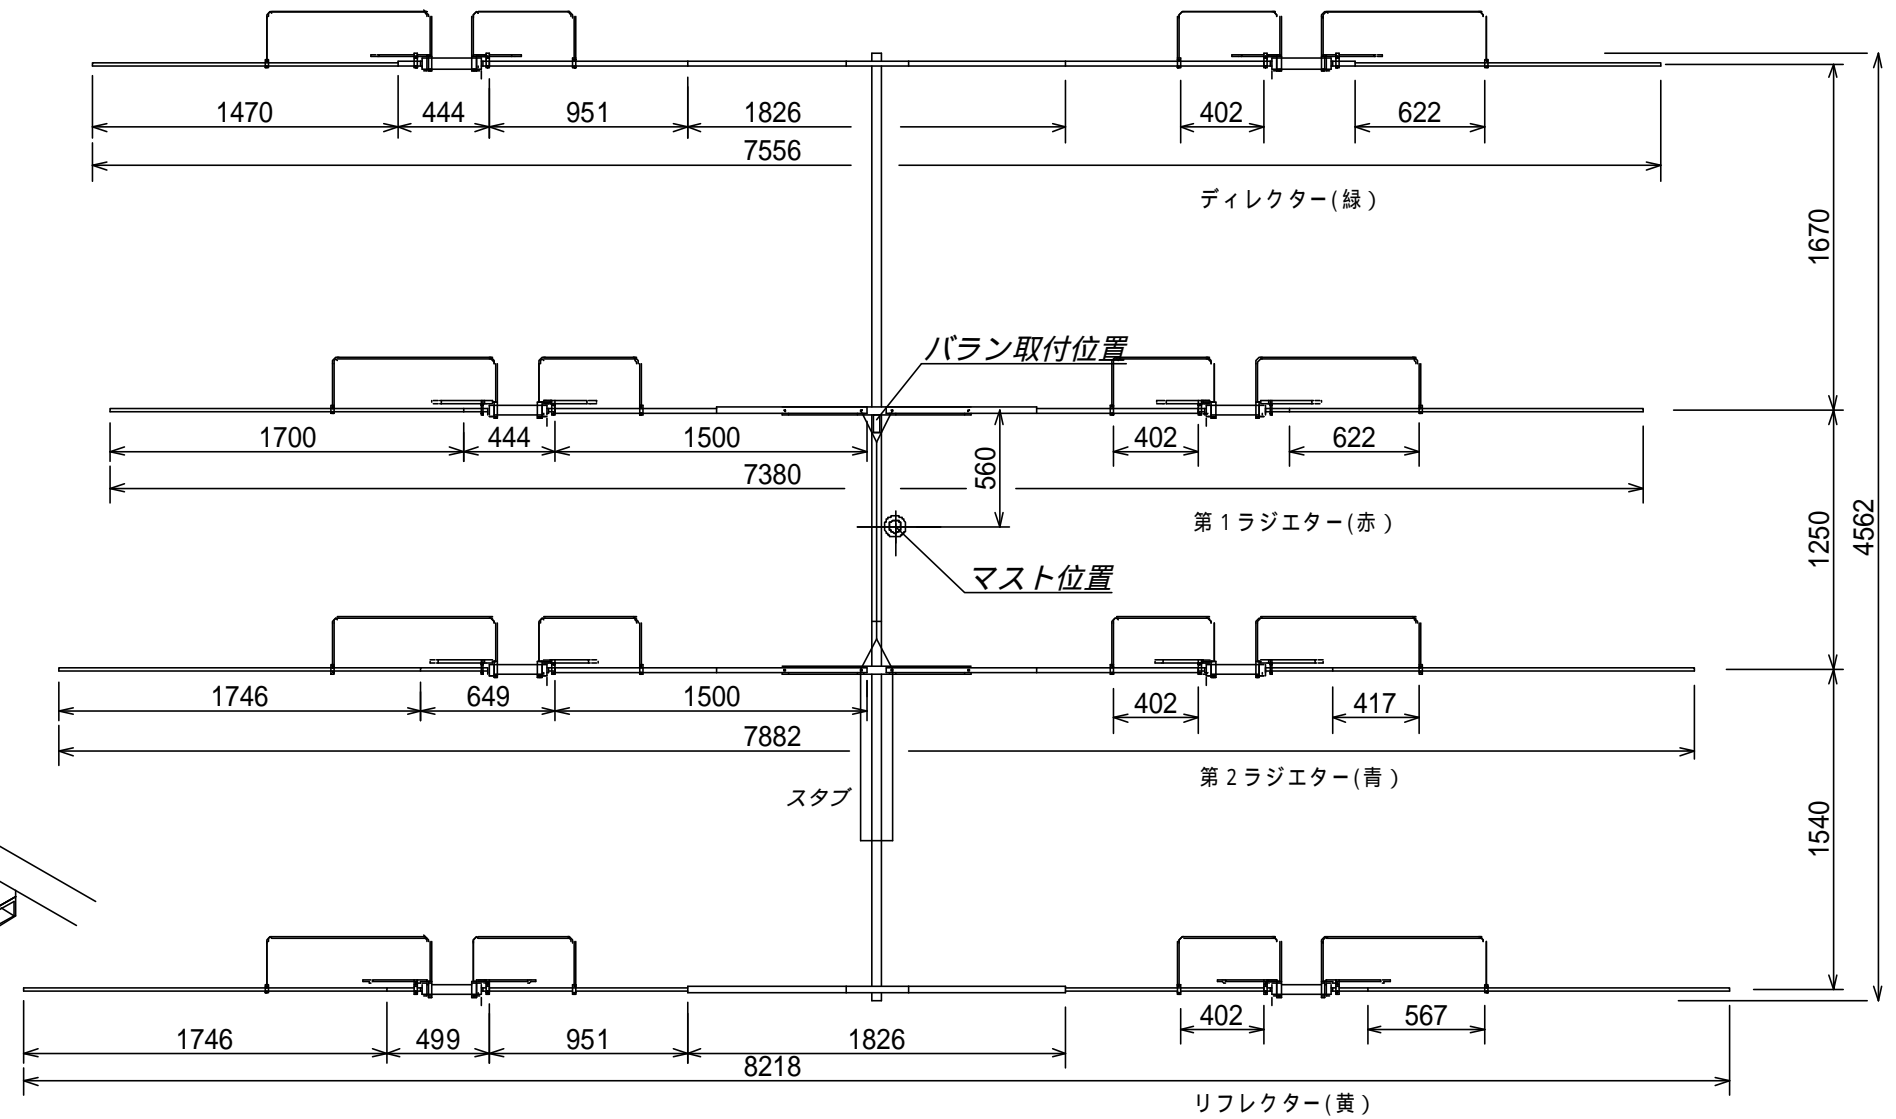 1470 444 951 1826 402 622
7556
ディレクター(緑)
1670
バラン取付位置
1700 444 1500 402 622
7380
560
第1ラジエター(赤)
1250
4562
マスト位置
1746 649 1500 402 417
7882
第2ラジエター(青)
スタブ
1540
402 567
1746 499 951 1826
8218
リフレクター(黄)